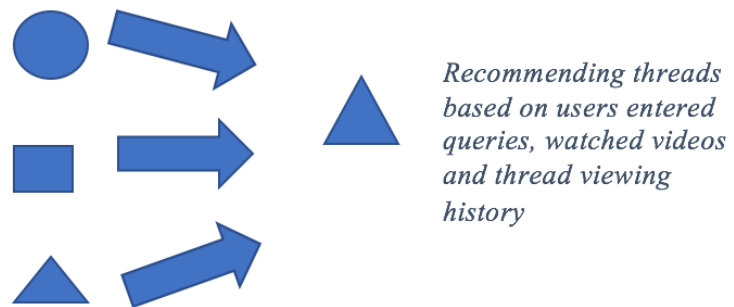 Recommending threads
based on users entered
queries, watched videos
and thread viewing
history